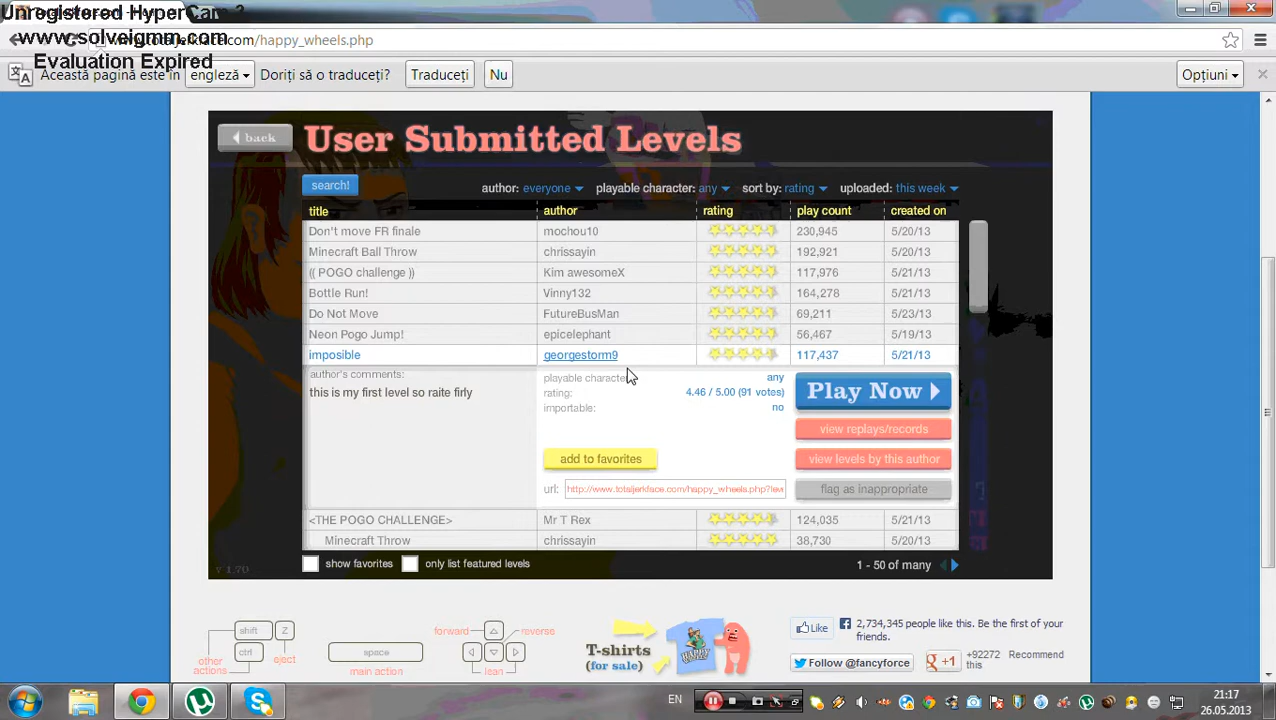 Unregistered HyperCam 2
www.solveigmm.com
Evaluation Expired
.com/happy_wheels.php
Această pagină este în engleză Doriți să o traduceți? Traduceți Nu Opțiuni
back User Submitted Levels
search! author: everyone playable character: any sort by: rating uploaded: this week
title author rating play count created on
Don't move FR finale mochou10 230,945 5/20/13
Minecraft Ball Throw chrissayin 192,921 5/20/13
(( POGO challenge )) Kim awesomeX 117,976 5/21/13
Bottle Run! Vinny132 164,278 5/21/13
Do Not Move FutureBusMan 69,211 5/23/13
Neon Pogo Jump! epicelephant 56,467 5/19/13
imposible georgestorm9 117,437 5/21/13
author's comments: playable character any
this is my first level so raite firly rating: 4.46 / 5.00 (91 votes) Play Now
importable: no
view replays/records
add to favorites view levels by this author
url: http://www.totaljerkface.com/happy_wheels.php?lev flag as inappropriate
<THE POGO CHALLENGE> Mr T Rex 124,035 5/21/13
Minecraft Throw chrissayin 38,730 5/20/13
show favorites only list featured levels 1 - 50 of many
v 1.70
shift Z
ctrl eject
other actions
space
main action
forward reverse
lean
T-shirts
(for sale)
Like 2,734,345 people like this. Be the first of your friends.
Follow @fancyforce +1 +92272 Recommend this
EN 21:17
26.05.2013